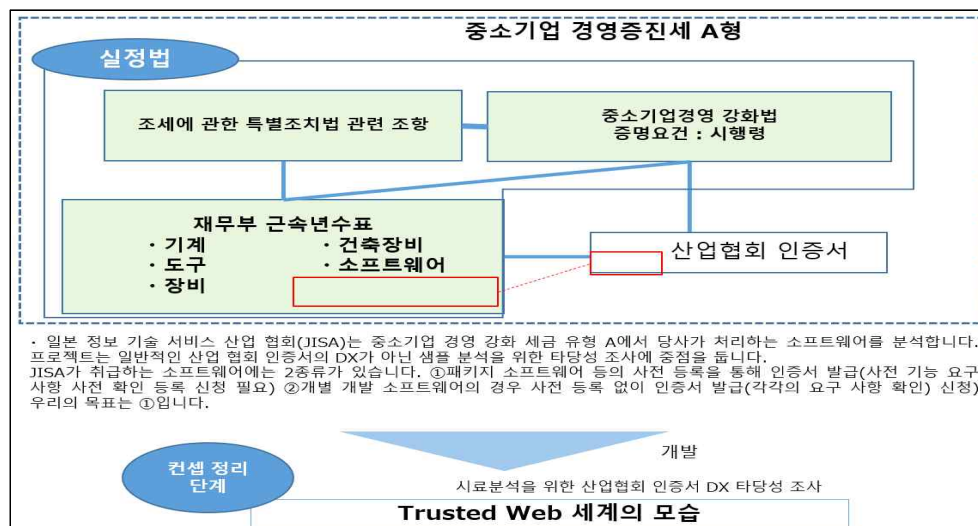 중소기업 경영증진세 A형
실정법
조세에 관한 특별조치법 관련 조항
중소기업경영 강화법
증명요건 : 시행령
재무부 근속년수표
· 기계 · 건축장비
· 도구 · 소프트웨어
· 장비
산업협회 인증서
· 일본 정보 기술 서비스 산업 협회(JISA)는 중소기업 경영 강화 세금 유형 A에서 당사가 처리하는 소프트웨어를 분석합니다.
프로젝트는 일반적인 산업 협회 인증서의 DX가 아닌 샘플 분석을 위한 타당성 조사에 중점을 둡니다.
JISA가 취급하는 소프트웨어에는 2종류가 있습니다. ①패키지 소프트웨어 등의 사전 등록을 통해 인증서 발급(사전 기능 요구
사항 사전 확인 등록 신청 필요) ②개별 개발 소프트웨어의 경우 사전 등록 없이 인증서 발급(각각의 요구 사항 확인) 신청)
우리의 목표는 ①입니다.
개발
컨셉 정리
단계
시료분석을 위한 산업협회 인증서 DX 타당성 조사
Trusted Web 세계의 모습